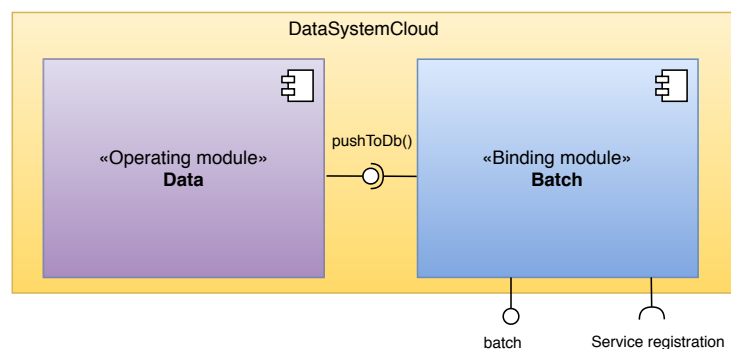 DataSystemCloud
«Operating module»
Data
pushToDb()
«Binding module»
Batch
batch
Service registration